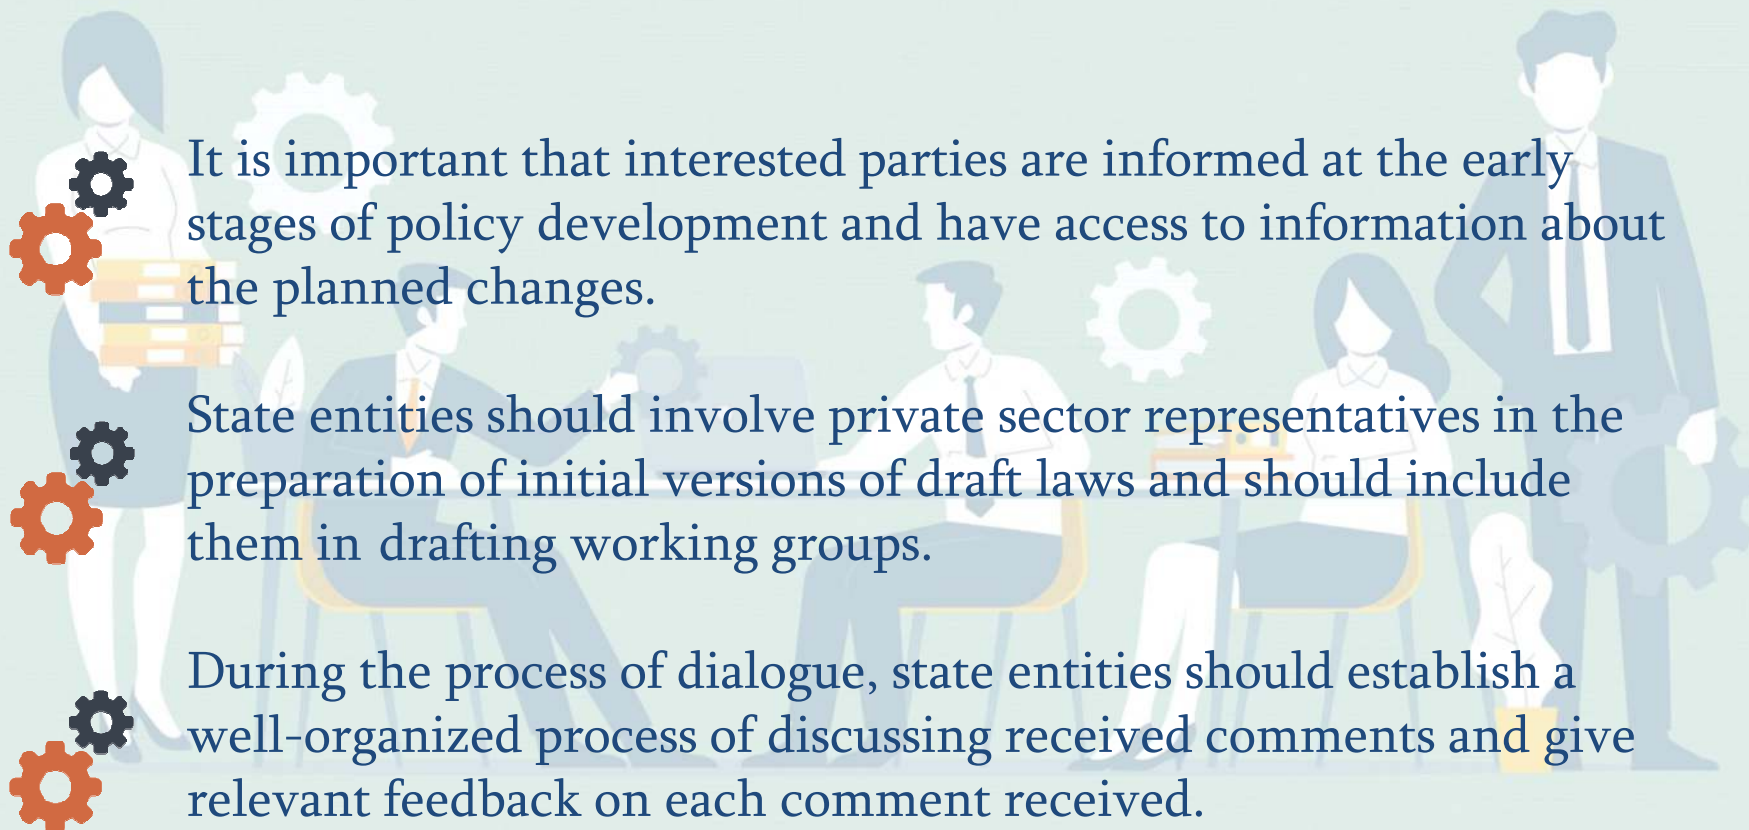 It is important that interested parties are informed at the early
stages of policy development and have access to information about
the planned changes.
State entities should involve private sector representatives in the
preparation of initial versions of draft laws and should include
them in drafting working groups.
During the process of dialogue, state entities should establish a
well-organized process of discussing received comments and give
relevant feedback on each comment received.